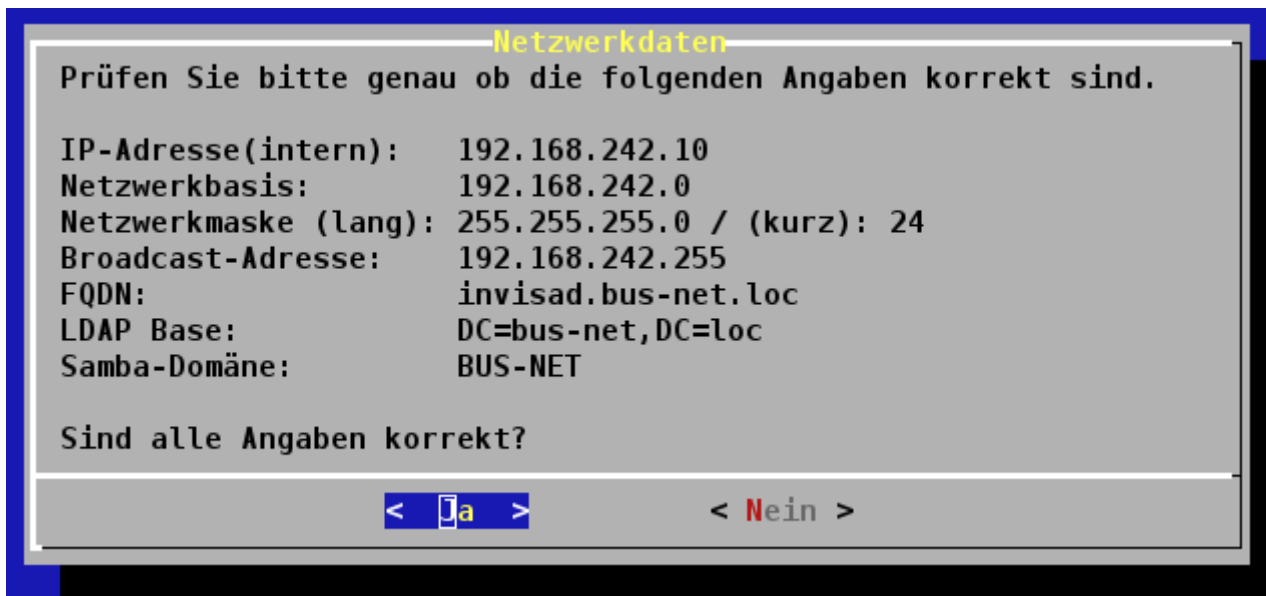 Netzwerkdaten
Prüfen Sie bitte genau ob die folgenden Angaben korrekt sind.
IP-Adresse(intern): 192.168.242.10
Netzwerkbasis: 192.168.242.0
Netzwerkmaske (lang): 255.255.255.0 / (kurz): 24
Broadcast-Adresse: 192.168.242.255
FQDN: invisad.bus-net.loc
LDAP Base: DC=bus-net,DC=loc
Samba-Domäne: BUS-NET
Sind alle Angaben korrekt?
< Ja > < Nein >